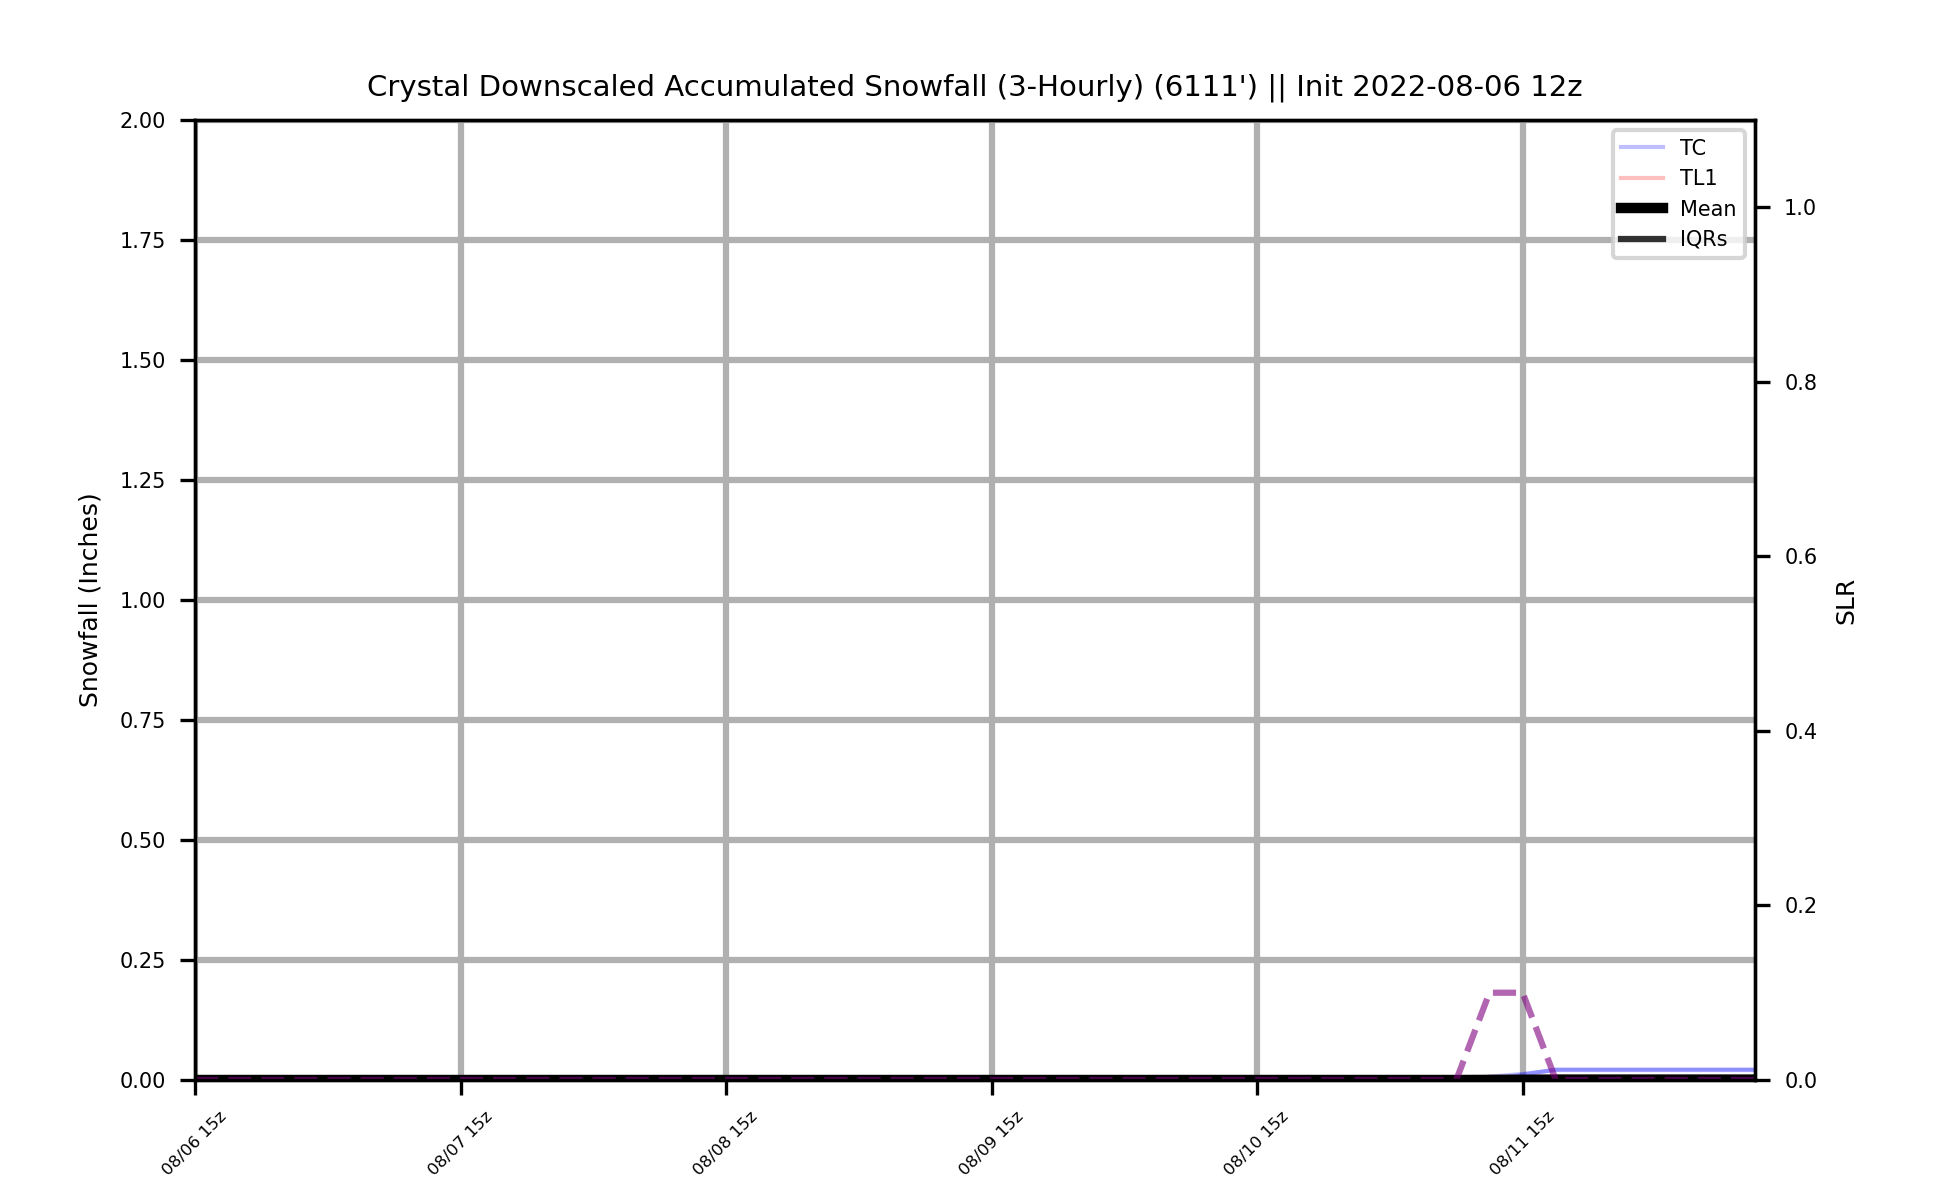 Crystal Downscaled Accumulated Snowfall (3-Hourly) (6111') || Init 2022-08-06 12z
2.00
1.75
1.50
1.25
1.00
0.75
0.50
0.25
0.00
Snowfall (Inches)
TC
TL1
Mean
IQRs
1.0
0.8
0.6
0.4
0.2
0.0
SLR
08/06 15z
08/07 15z
08/08 15z
08/09 15z
08/10 15z
08/11 15z